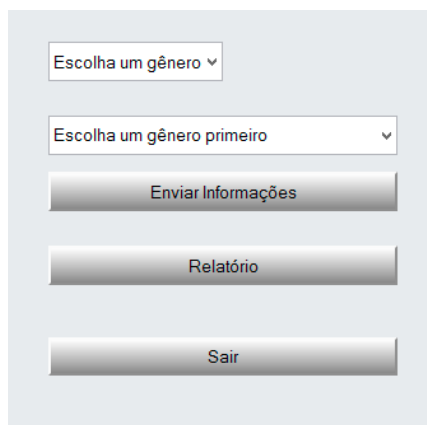 Escolha um gênero
Escolha um gênero primeiro
Enviar Informações
Relatório
Sair